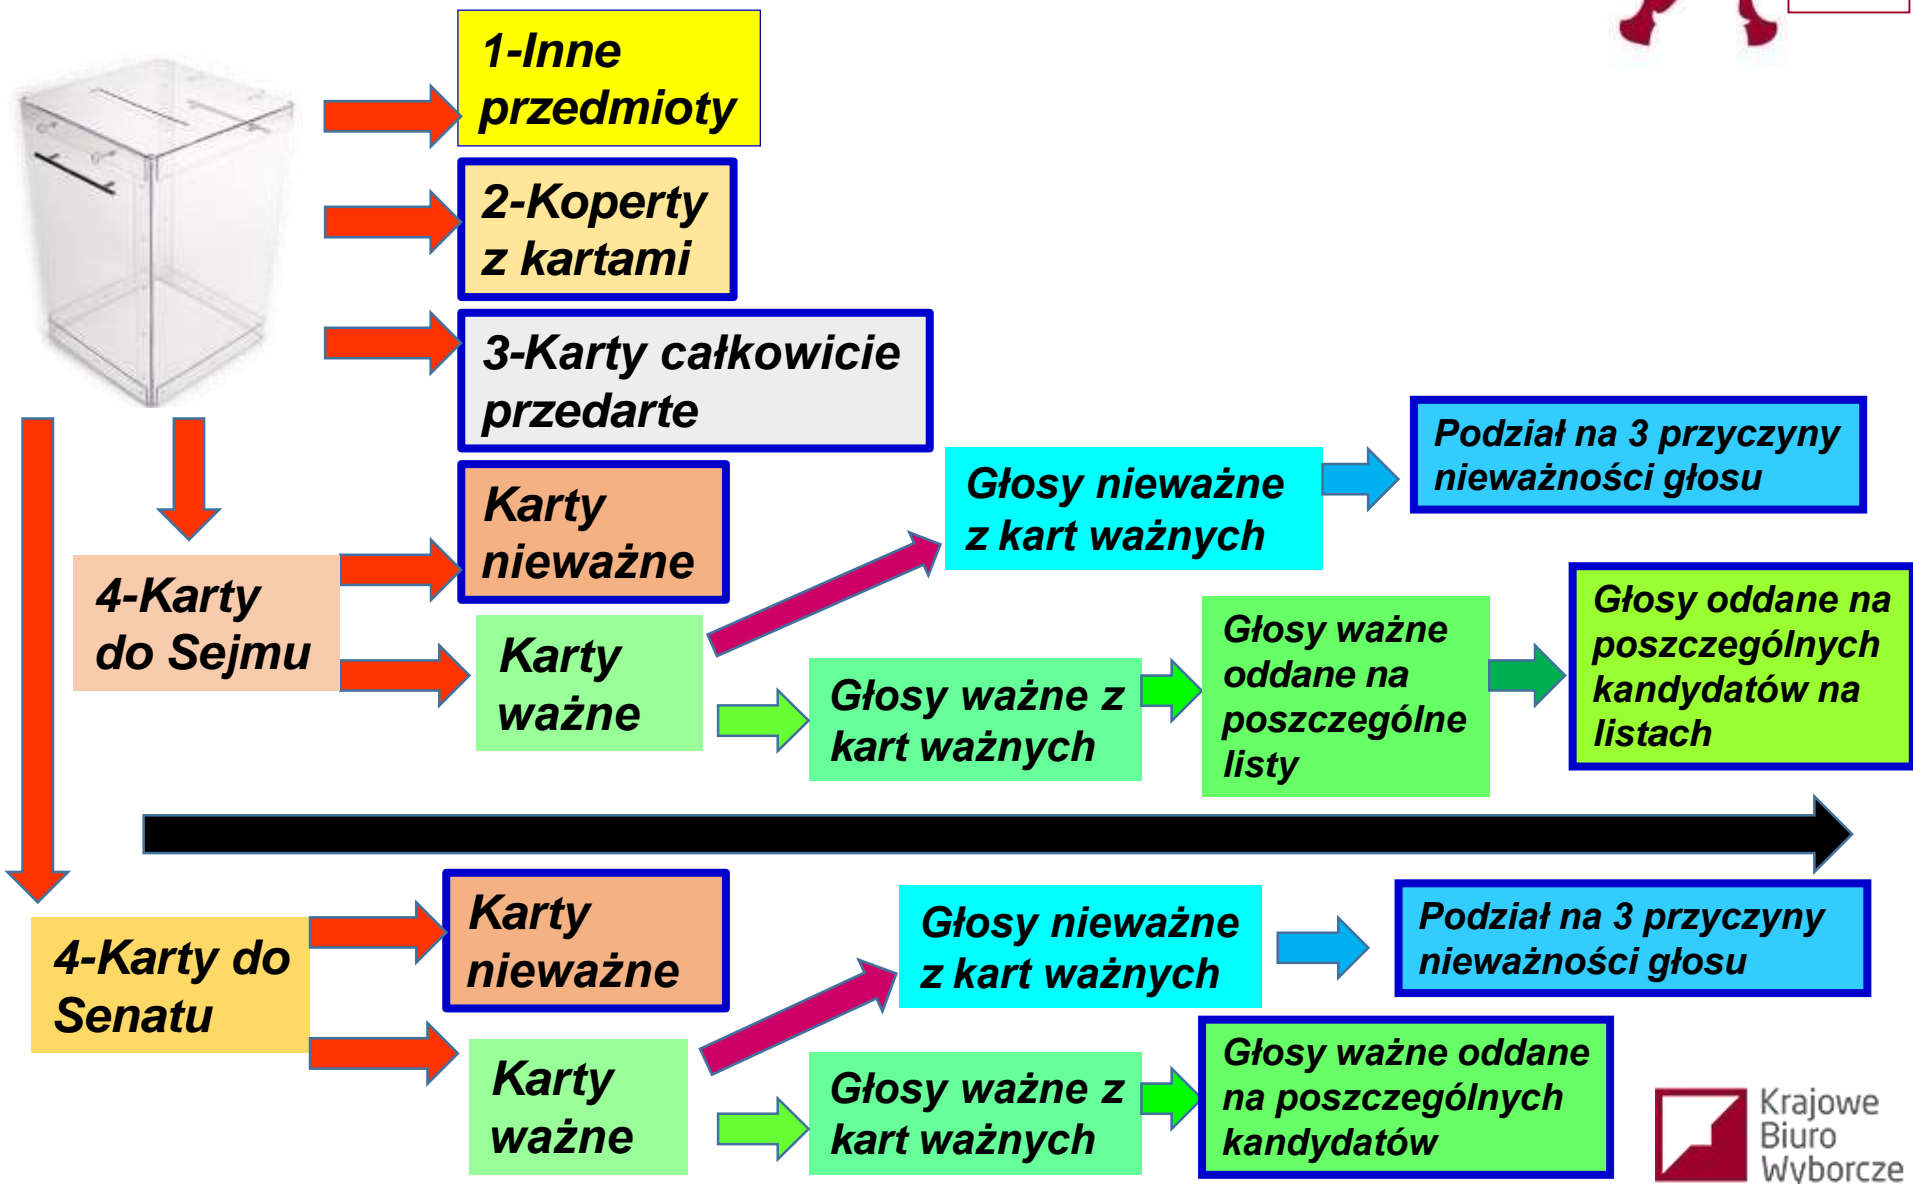 1-Inne
przedmioty
2-Koperty
z kartami
3-Karty całkowicie
przedarte
Podział na 3 przyczyny
nieważności głosu
Głosy nieważne
z kart ważnych
Karty
nieważne
4-Karty
do Sejmu
Karty
ważne
Głosy ważne z
kart ważnych
Głosy ważne
oddane na
poszczególne
listy
Głosy oddane na
poszczególnych
kandydatów na
listach
Karty
nieważne
Głosy nieważne
z kart ważnych
Podział na 3 przyczyny
nieważności głosu
4-Karty do
Senatu
Karty
ważne
Głosy ważne z
kart ważnych
Głosy ważne oddane
na poszczególnych
kandydatów
Krajowe
Biuro
Wyborcze